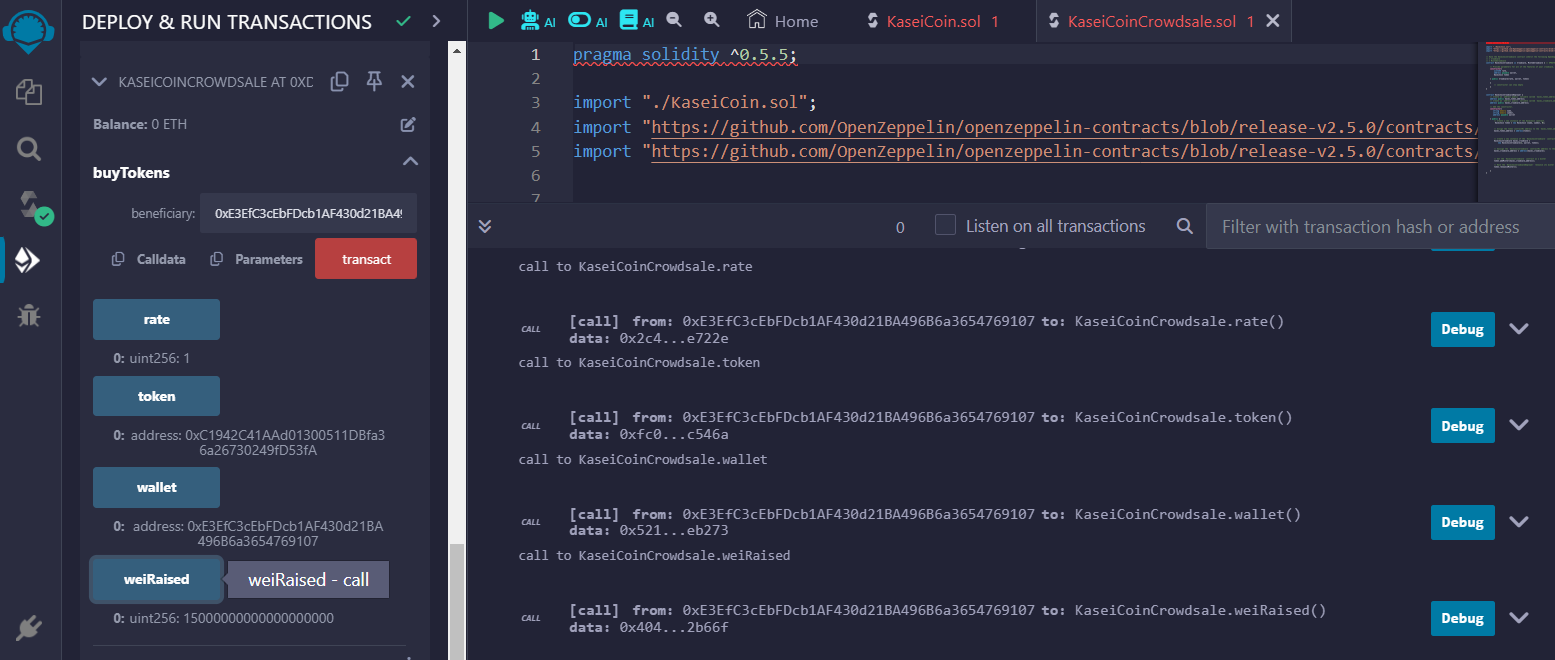 DEPLOY & RUN TRANSACTIONS
KASEICOINCROWDSALE AT 0XD
Balance: 0 ETH
buyTokens
beneficiary: 0xE3EfC3cEbFDcb1AF430d21BA49
Calldata Parameters transact
rate
0: uint256: 1
token
0: address: 0xC1942C41AAd01300511DBfa3
6a26730249fD53fA
wallet
0: address: 0xE3EfC3cEbFDcb1AF430d21BA
496B6a3654769107
weiRaised weiRaised - call
0: uint256: 15000000000000000000
AI AI AI Home KaseiCoin.sol 1 KaseiCoinCrowdsale.sol 1
1 pragma solidity ^0.5.5;
2
3 import "./KaseiCoin.sol";
4 import "https://github.com/OpenZeppelin/openzeppelin-contracts/blob/release-v2.5.0/contracts/
5 import "https://github.com/OpenZeppelin/openzeppelin-contracts/blob/release-v2.5.0/contracts/
6
7
0 Listen on all transactions Filter with transaction hash or address
call to KaseiCoinCrowdsale.rate
CALL [call] from: 0xE3EfC3cEbFDcb1AF430d21BA496B6a3654769107 to: KaseiCoinCrowdsale.rate() Debug
data: 0x2c4...e722e
call to KaseiCoinCrowdsale.token
CALL [call] from: 0xE3EfC3cEbFDcb1AF430d21BA496B6a3654769107 to: KaseiCoinCrowdsale.token() Debug
data: 0xfc0...c546a
call to KaseiCoinCrowdsale.wallet
CALL [call] from: 0xE3EfC3cEbFDcb1AF430d21BA496B6a3654769107 to: KaseiCoinCrowdsale.wallet() Debug
data: 0x521...eb273
call to KaseiCoinCrowdsale.weiRaised
CALL [call] from: 0xE3EfC3cEbFDcb1AF430d21BA496B6a3654769107 to: KaseiCoinCrowdsale.weiRaised() Debug
data: 0x404...2b66f